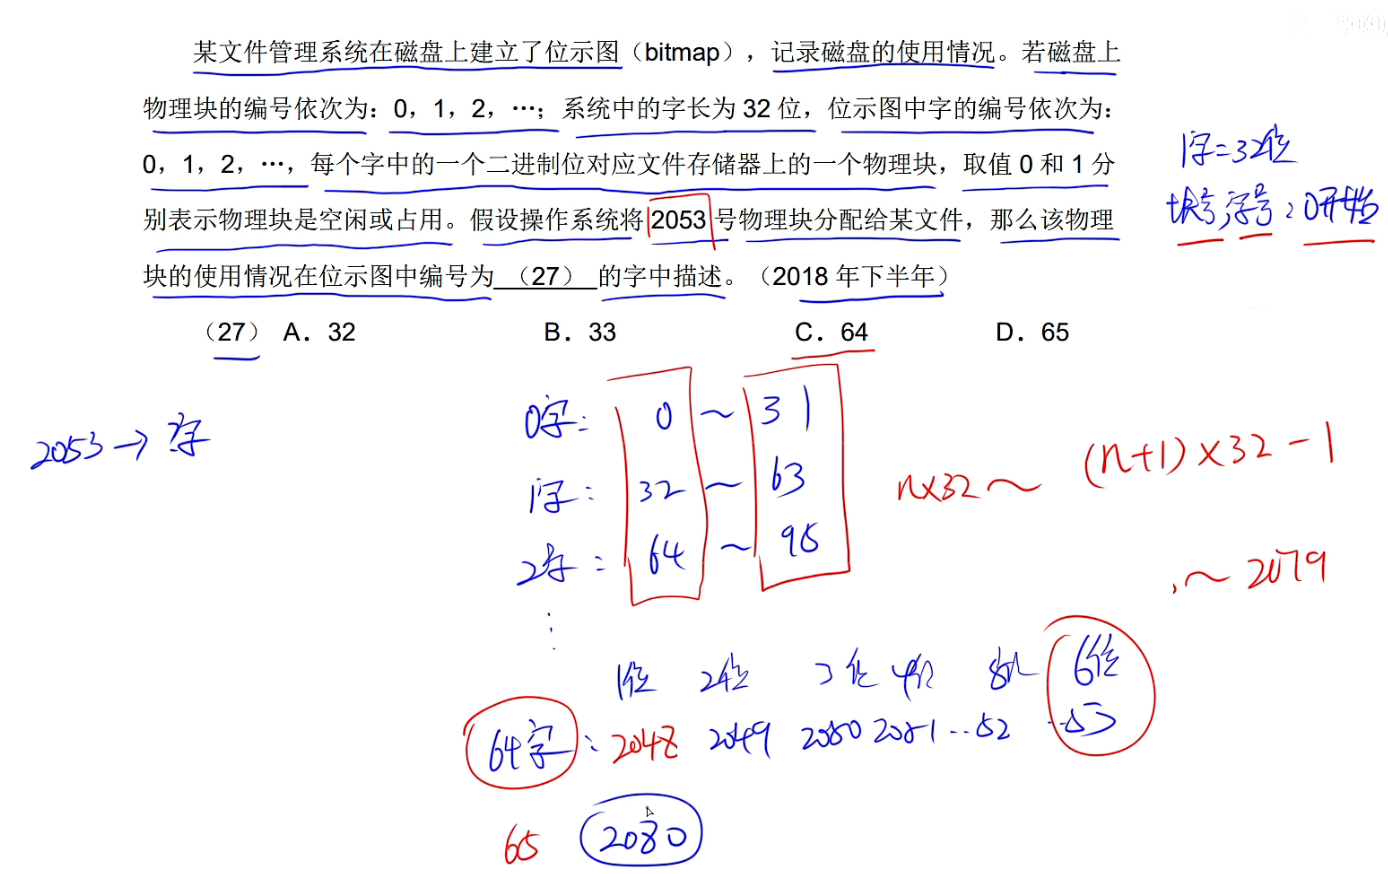 某文件管理系统在磁盘上建立了位示图（bitmap），记录磁盘的使用情况。若磁盘上
物理块的编号依次为：0，1，2，…；系统中的字长为 32 位，位示图中字的编号依次为：
0，1，2，…，每个字中的一个二进制位对应文件存储器上的一个物理块，取值 0 和 1 分
别表示物理块是空闲或占用。假设操作系统将 2053 号物理块分配给某文件，那么该物理
块的使用情况在位示图中编号为 （27） 的字中描述。（2018 年下半年）
（27） A．32 B．33 C．64 D．65
1字=32位
块号，字号：0开始
2053→ 字
0字： 0 ~ 31
1字： 32 ~ 63
2字： 64 ~ 95
⋮
n×32 ~ (n+1)×32-1
~ 2079
1位 2位 3位 4位 6位
64字： 2048 2049 2050 2051 ‥52 ‥53
65 2080